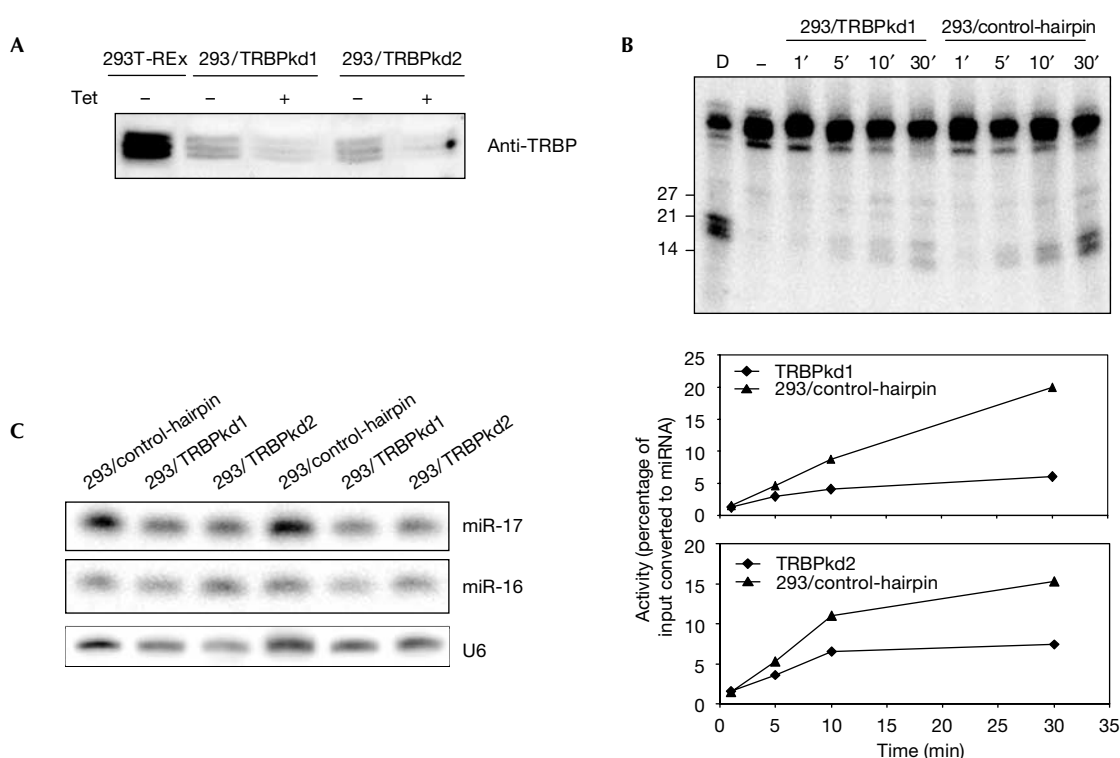 A
293T-REx 293/TRBPkd1 293/TRBPkd2
Tet – – + – +
Anti-TRBP
B
293/TRBPkd1 293/control-hairpin
D – 1′ 5′ 10′ 30′ 1′ 5′ 10′ 30′
27
21
14
C
293/control-hairpin 293/TRBPkd1 293/TRBPkd2 293/control-hairpin 293/TRBPkd1 293/TRBPkd2
miR-17
miR-16
U6
Activity (percentage of
input converted to miRNA)
25
20
15
10
5
0
TRBPkd1
293/control-hairpin
20
15
10
5
0
TRBPkd2
293/control-hairpin
0 5 10 15 20 25 30 35
Time (min)